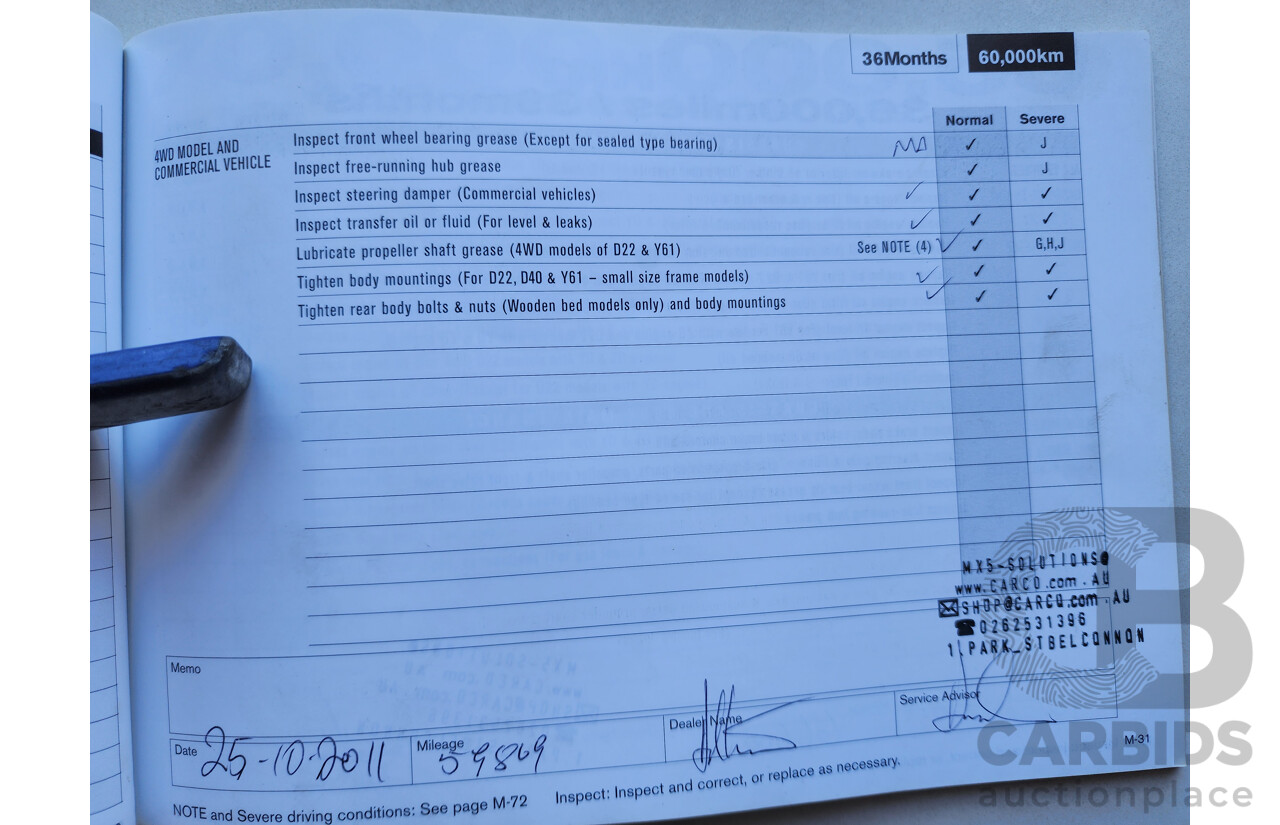 36Months 60,000km
Normal Severe
4WD MODEL AND
COMMERCIAL VEHICLE
Inspect front wheel bearing grease (Except for sealed type bearing) NA ✓ J
Inspect free-running hub grease ✓ J
Inspect steering damper (Commercial vehicles) ✓ ✓ ✓
Inspect transfer oil or fluid (For level & leaks) ✓ ✓ ✓
Lubricate propeller shaft grease (4WD models of D22 & Y61) See NOTE (4) ✓ ✓ G,H,J
Tighten body mountings (For D22, D40 & Y61 – small size frame models) ✓ ✓ ✓
Tighten rear body bolts & nuts (Wooden bed models only) and body mountings ✓ ✓ ✓
MX5-SOLUTIONS
www.CARCO.com.AU
SHOP@CARCO.com.AU
0262531396
1 PARK_STBELCONNON
Memo
Date 25-10-2011 Mileage 59869 Dealer Name Service Advisor
M-31
NOTE and Severe driving conditions: See page M-72 Inspect: Inspect and correct, or replace as necessary.
CARBIDS
auctionplace